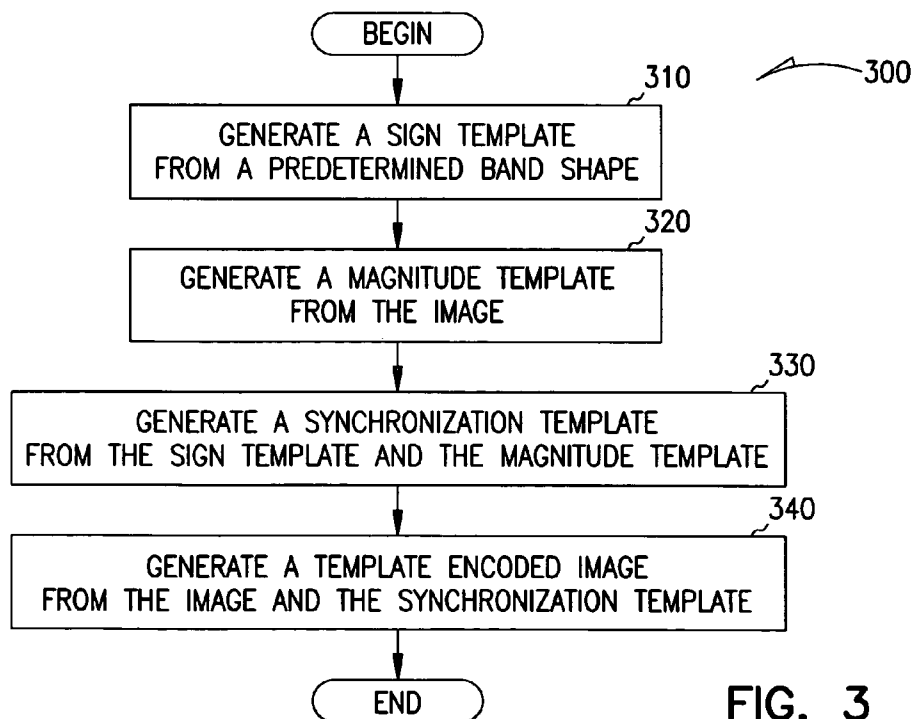 BEGIN
300
310
GENERATE A SIGN TEMPLATE
FROM A PREDETERMINED BAND SHAPE
320
GENERATE A MAGNITUDE TEMPLATE
FROM THE IMAGE
330
GENERATE A SYNCHRONIZATION TEMPLATE
FROM THE SIGN TEMPLATE AND THE MAGNITUDE TEMPLATE
340
GENERATE A TEMPLATE ENCODED IMAGE
FROM THE IMAGE AND THE SYNCHRONIZATION TEMPLATE
END
FIG. 3